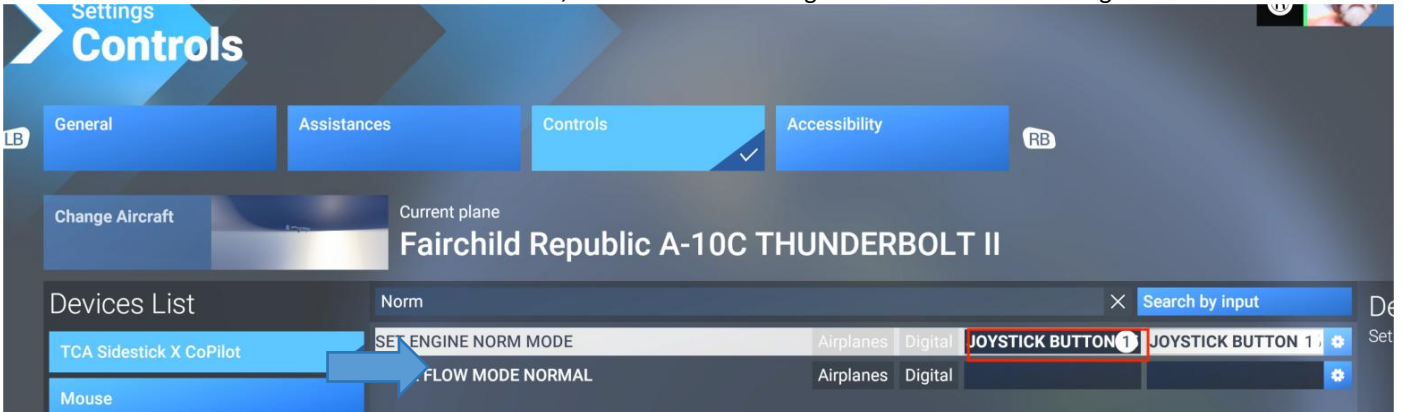 Settings
Controls
LB
General
Assistances
Controls
Accessibility
RB
Change Aircraft
Current plane
Fairchild Republic A-10C THUNDERBOLT II
Devices List
Norm
Search by input
TCA Sidestick X CoPilot
SET ENGINE NORM MODE Airplanes Digital JOYSTICK BUTTON 1 JOYSTICK BUTTON 1
FLOW MODE NORMAL Airplanes Digital
Mouse
Set